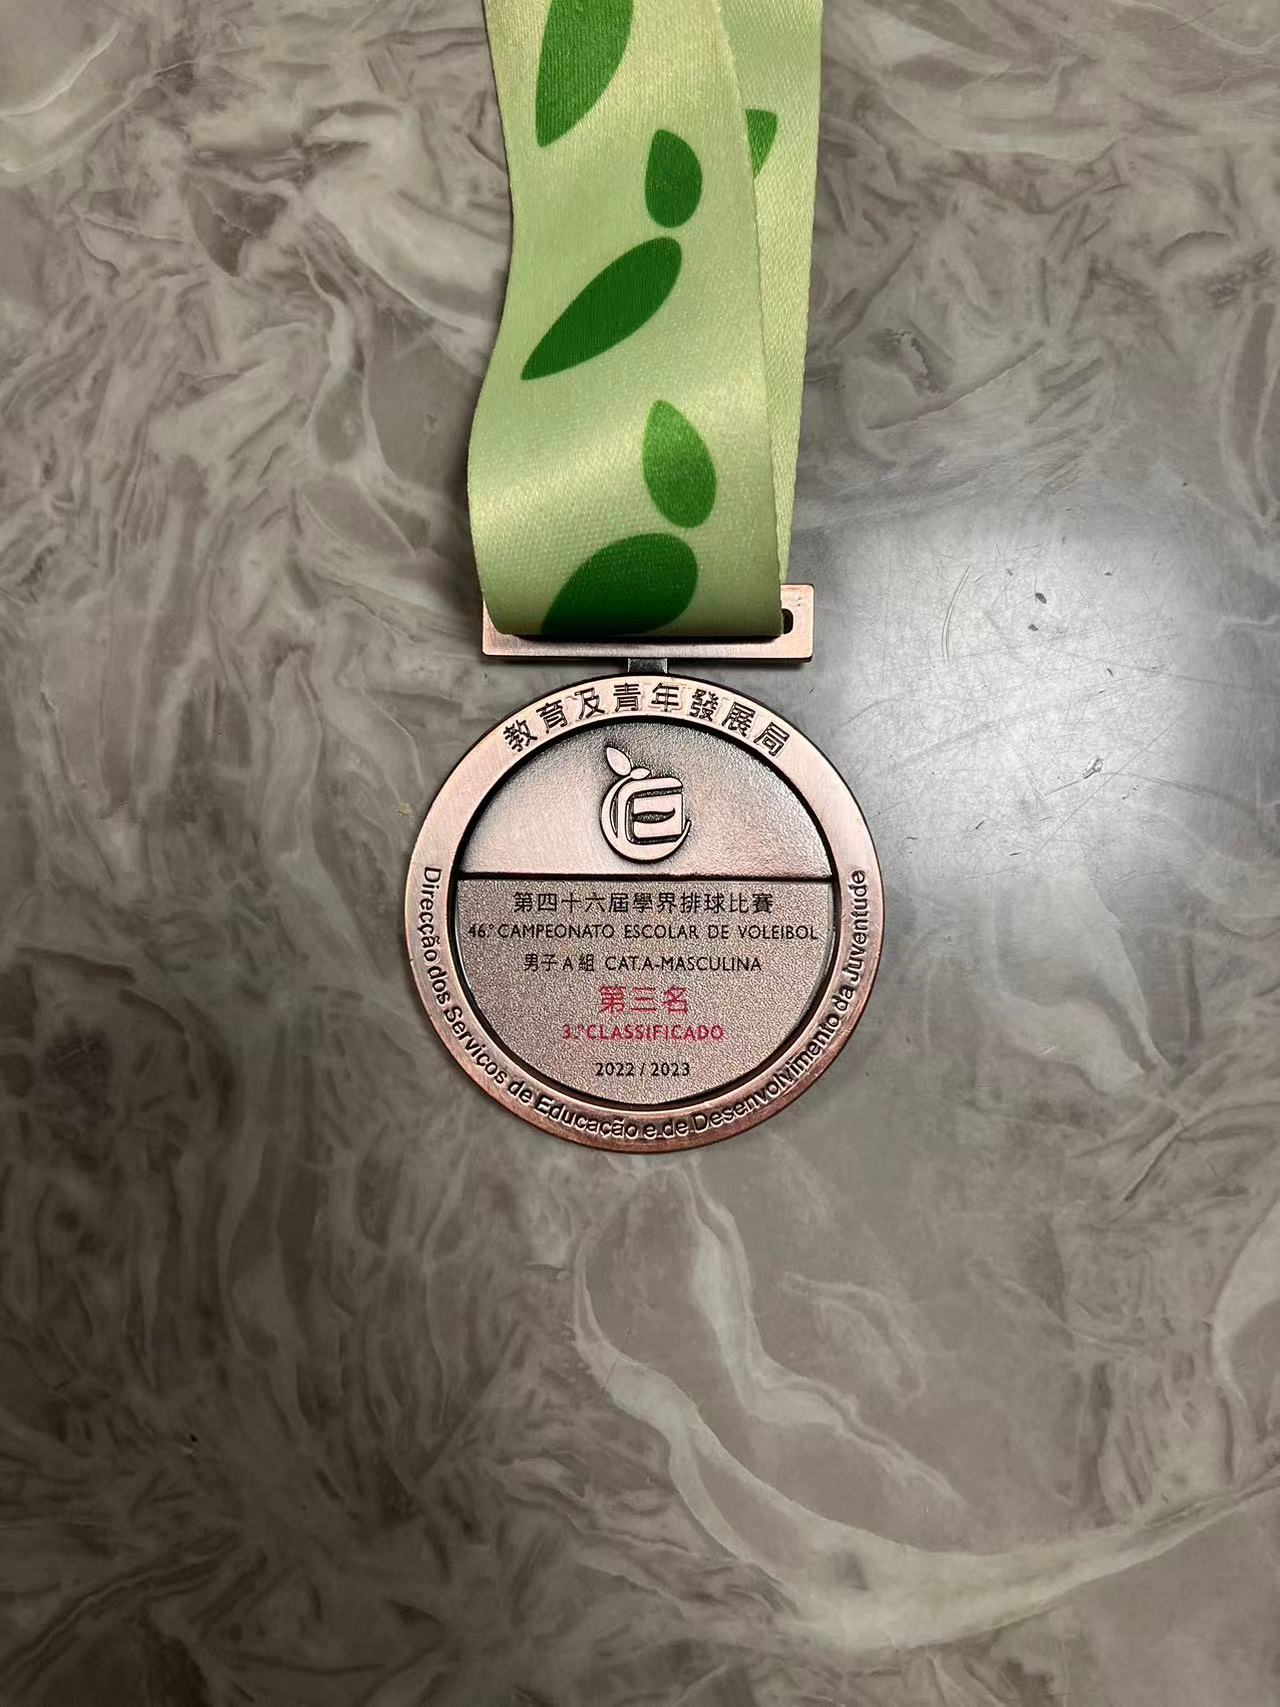 教育及青年發展局
第四十六屆學界排球比賽
46.º CAMPEONATO ESCOLAR DE VOLEIBOL
男子A組 CAT.A-MASCULINA
第三名
3.º CLASSIFICADO
2022 / 2023
Direcção dos Serviços de Educação e de Desenvolvimento da Juventude